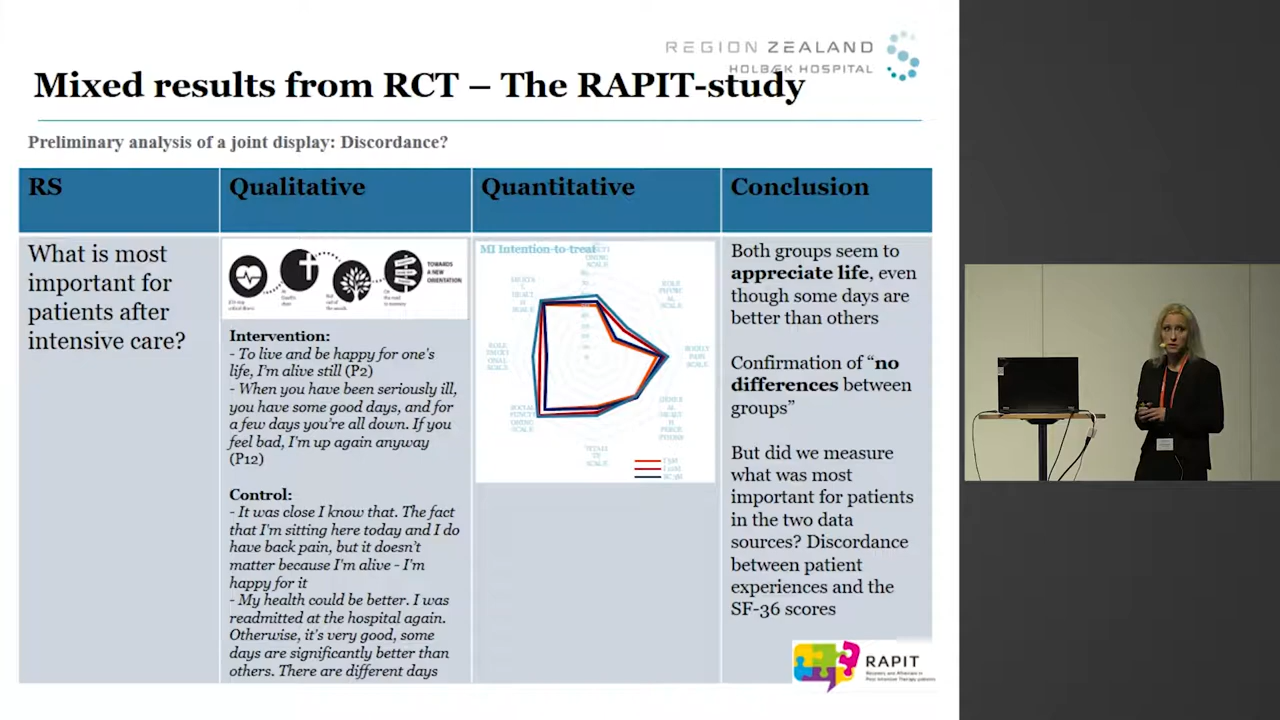 REGION ZEALAND
HOLBÆK HOSPITAL
Mixed results from RCT – The RAPIT-study
Preliminary analysis of a joint display: Discordance?
RS
Qualitative
Quantitative
Conclusion
What is most
important for
patients after
intensive care?
TOWARDS
A NEW
ORIENTATION
Intervention:
- To live and be happy for one's
life, I'm alive still (P2)
- When you have been seriously ill,
you have some good days, and for
a few days you're all down. If you
feel bad, I'm up again anyway
(P12)
Control:
- It was close I know that. The fact
that I'm sitting here today and I do
have back pain, but it doesn't
matter because I'm alive - I'm
happy for it
- My health could be better. I was
readmitted at the hospital again.
Otherwise, it's very good, some
days are significantly better than
others. There are different days
MI Intention-to-treat
Both groups seem to
appreciate life, even
though some days are
better than others
Confirmation of “no
differences between
groups”
But did we measure
what was most
important for patients
in the two data
sources? Discordance
between patient
experiences and the
SF-36 scores
RAPIT